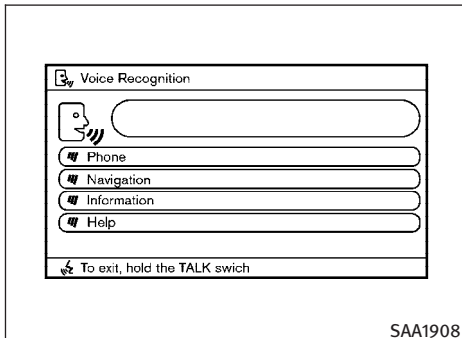 Voice Recognition
Phone
Navigation
Information
Help
To exit, hold the TALK swich
SAA1908